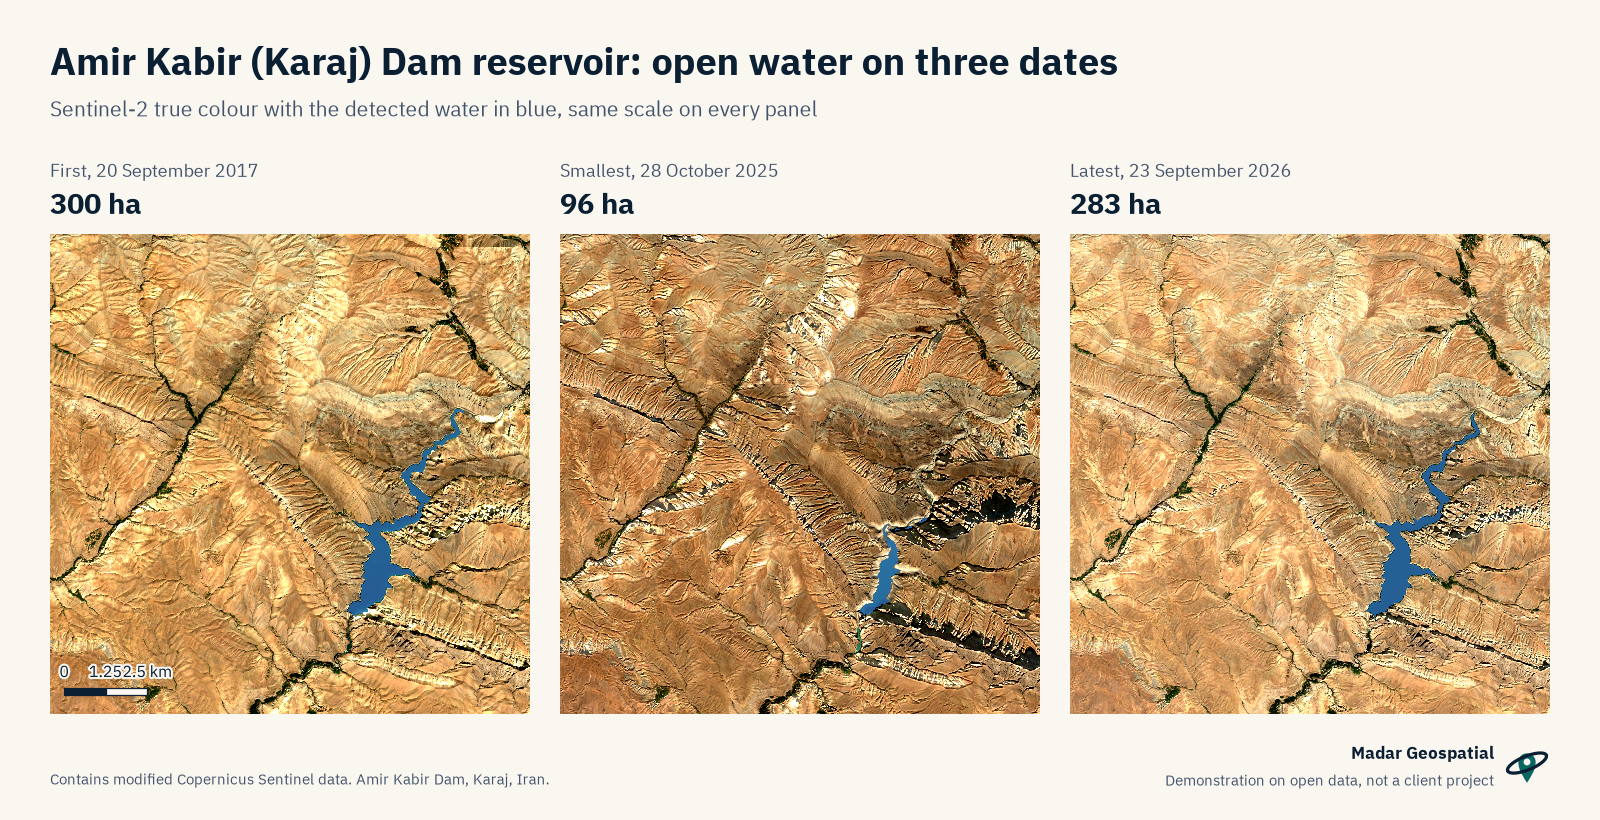 Amir Kabir (Karaj) Dam reservoir: open water on three dates
Sentinel-2 true colour with the detected water in blue, same scale on every panel
First, 20 September 2017
300 ha
Smallest, 28 October 2025
96 ha
Latest, 23 September 2026
283 ha
0 1.252.5 km
Madar Geospatial
Contains modified Copernicus Sentinel data. Amir Kabir Dam, Karaj, Iran.
Demonstration on open data, not a client project